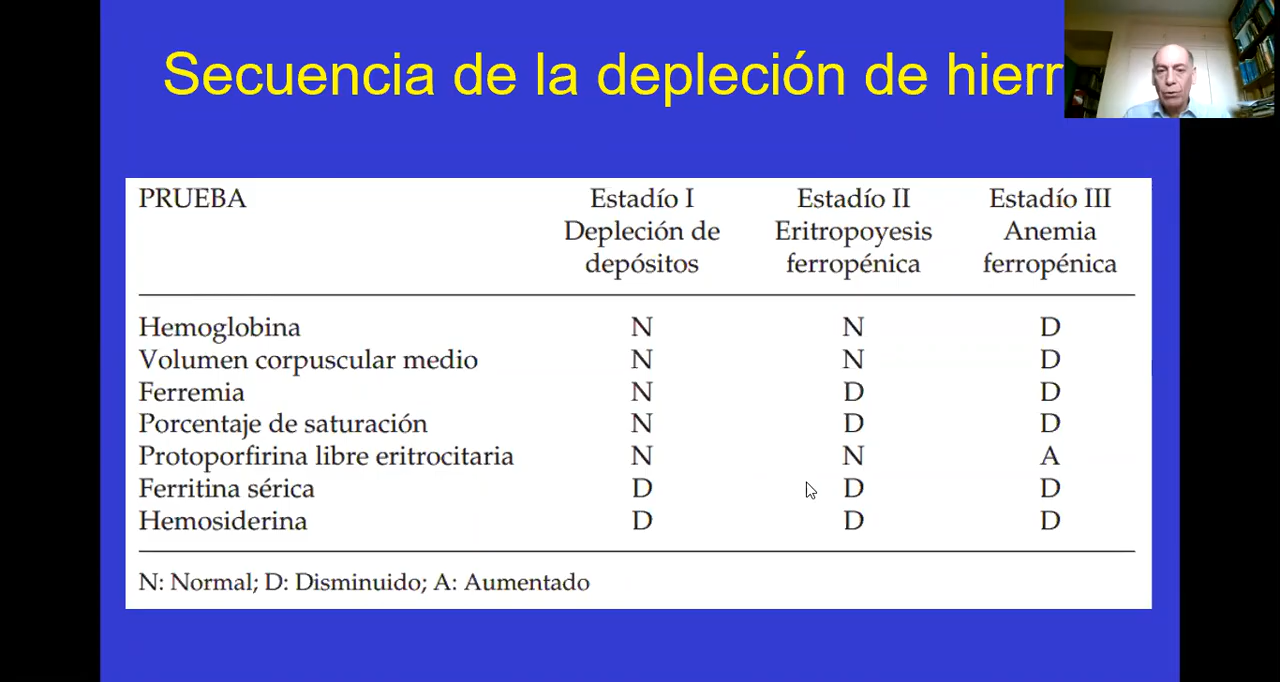 Secuencia de la depleción de hierr
PRUEBA Estadío I Estadío II Estadío III
Depleción de Eritropoyesis Anemia
depósitos ferropénica ferropénica
Hemoglobina N N D
Volumen corpuscular medio N N D
Ferremia N D D
Porcentaje de saturación N D D
Protoporfirina libre eritrocitaria N N A
Ferritina sérica D D D
Hemosiderina D D D
N: Normal; D: Disminuido; A: Aumentado